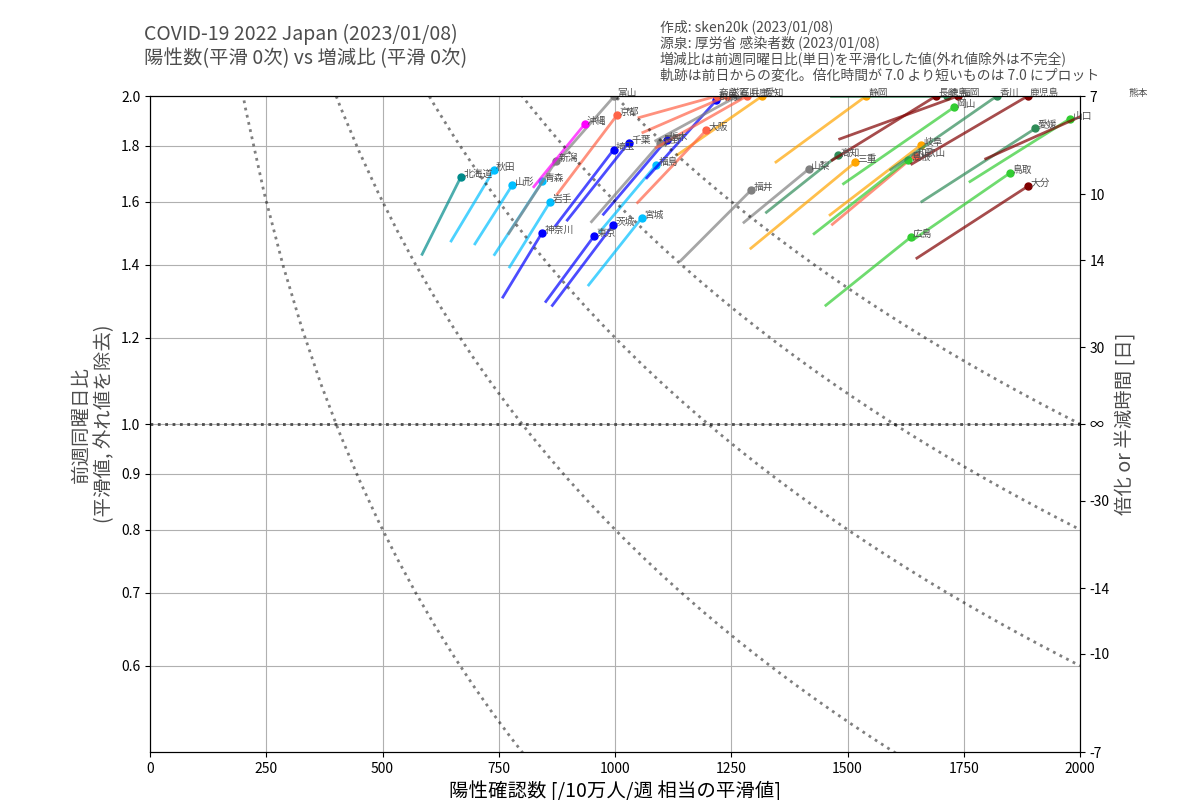 COVID-19 2022 Japan (2023/01/08)
陽性数(平滑 0次) vs 増減比 (平滑 0次)
作成: sken20k (2023/01/08)
源泉: 厚労省 感染者数 (2023/01/08)
増減比は前週同曜日比(単日)を平滑化した値(外れ値除外は不完全)
軌跡は前日からの変化。倍化時間が 7.0 より短いものは 7.0 にプロット
富山
愛知
静岡
香川
鹿児島
熊本
岡山
山口
愛媛
沖縄
京都
大阪
千葉
埼玉
新潟
福島
北海道
秋田
山形
青森
岩手
神奈川
東京
茨城
宮城
福井
山梨
高知
三重
岐阜
鳥取
大分
広島
2.0
1.8
1.6
1.4
1.2
1.0
0.9
0.8
0.7
0.6
7
10
14
30
∞
-30
-14
-10
-7
前週同曜日比
(平滑値, 外れ値を除去)
倍化 or 半減時間 [日]
0 250 500 750 1000 1250 1500 1750 2000
陽性確認数 [/10万人/週 相当の平滑値]